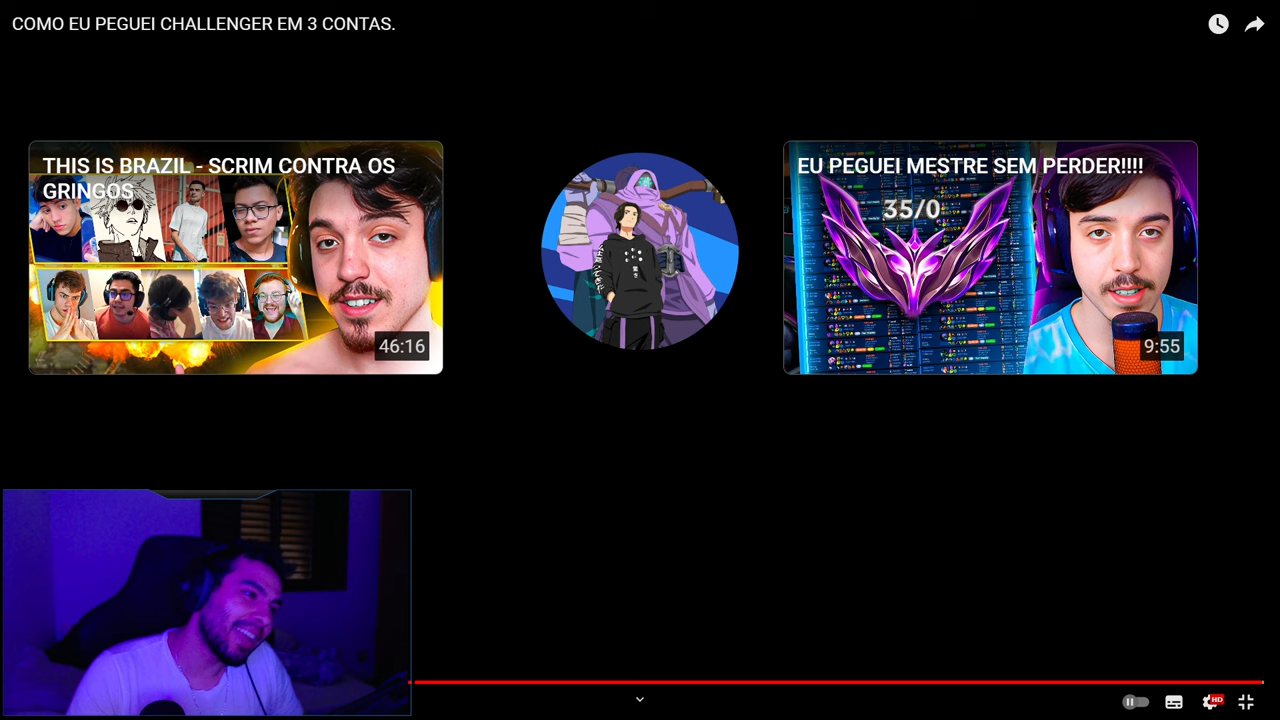 COMO EU PEGUEI CHALLENGER EM 3 CONTAS.
THIS IS BRAZIL - SCRIM CONTRA OS
GRINGOS
46:16
EU PEGUEI MESTRE SEM PERDER!!!!
35/0
9:55
HD